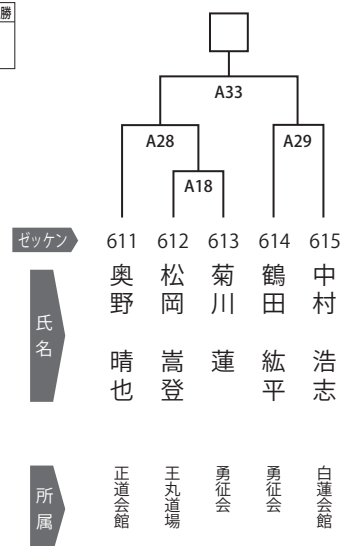 勝
A33
A28 A29
A18
ゼッケン 611 612 613 614 615
氏名
奥野 晴也
松岡 嵩登
菊川 蓮
鶴田 紘平
中村 浩志
所属
正道会館
王丸道場
勇征会
勇征会
白蓮会館